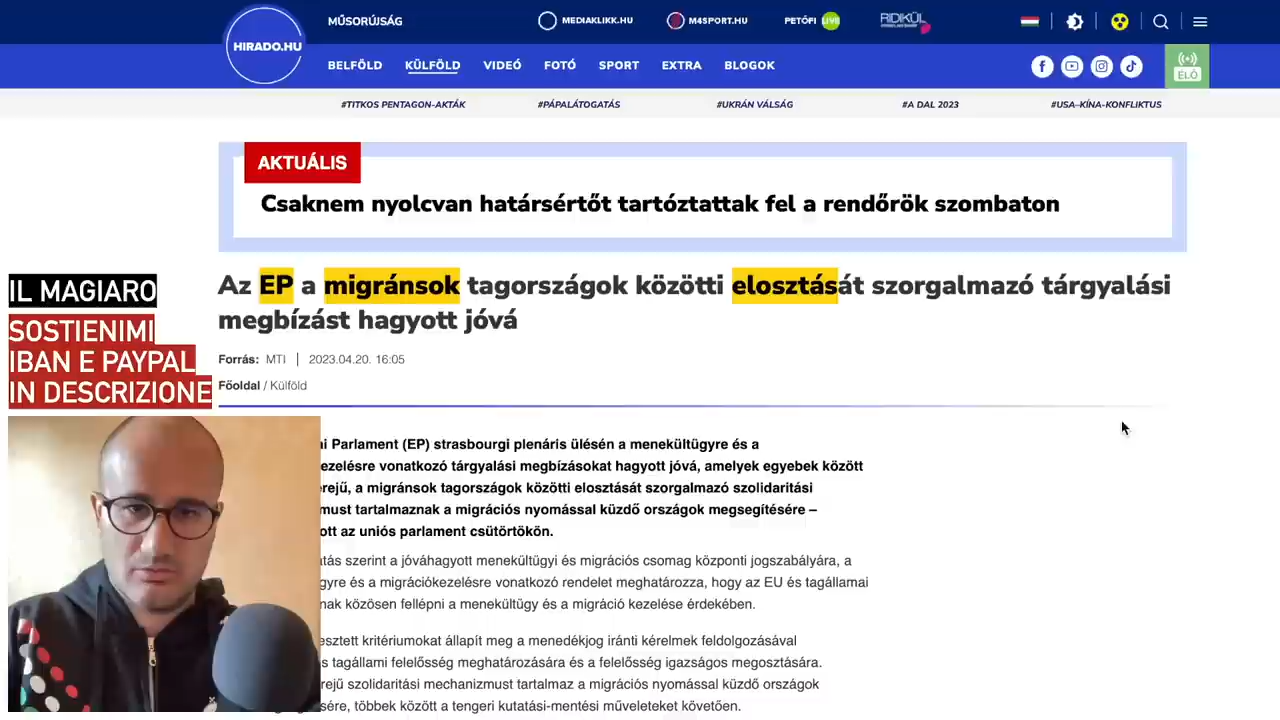 MŰSORÚJSÁG
MEDIAKLIKK.HU
M4SPORT.HU
PETŐFI LIVE
RIDIKÜL
HIRADO.HU
BELFÖLD KÜLFÖLD VIDEÓ FOTÓ SPORT EXTRA BLOGOK
ÉLŐ
#TITKOS PENTAGON-AKTÁK #PÁPALÁTOGATÁS #UKRÁN VÁLSÁG #A DAL 2023 #USA-KÍNA-KONFLIKTUS
AKTUÁLIS
Csaknem nyolcvan határsértőt tartóztattak fel a rendőrök szombaton
Az EP a migránsok tagországok közötti elosztását szorgalmazó tárgyalási
megbízást hagyott jóvá
Forrás: MTI | 2023.04.20. 16:05
Főoldal / Külföld
IL MAGIARO
SOSTIENIMI
IBAN E PAYPAL
IN DESCRIZIONE
ni Parlament (EP) strasbourgi plenáris ülésén a menekültügyre és a
ezelésre vonatkozó tárgyalási megbízásokat hagyott jóvá, amelyek egyebek között
erejű, a migránsok tagországok közötti elosztását szorgalmazó szolidaritási
must tartalmaznak a migrációs nyomással küzdő országok megsegítésére –
ott az uniós parlament csütörtökön.
tás szerint a jóváhagyott menekültügyi és migrációs csomag központi jogszabályára, a
gyre és a migrációkezelésre vonatkozó rendelet meghatározza, hogy az EU és tagállamai
nak közösen fellépni a menekültügy és a migráció kezelése érdekében.
esztett kritériumokat állapít meg a menedékjog iránti kérelmek feldolgozásával
s tagállami felelősség meghatározására és a felelősség igazságos megosztására.
erejű szolidaritási mechanizmust tartalmaz a migrációs nyomással küzdő országok
sére, többek között a tengeri kutatási-mentési műveleteket követően.